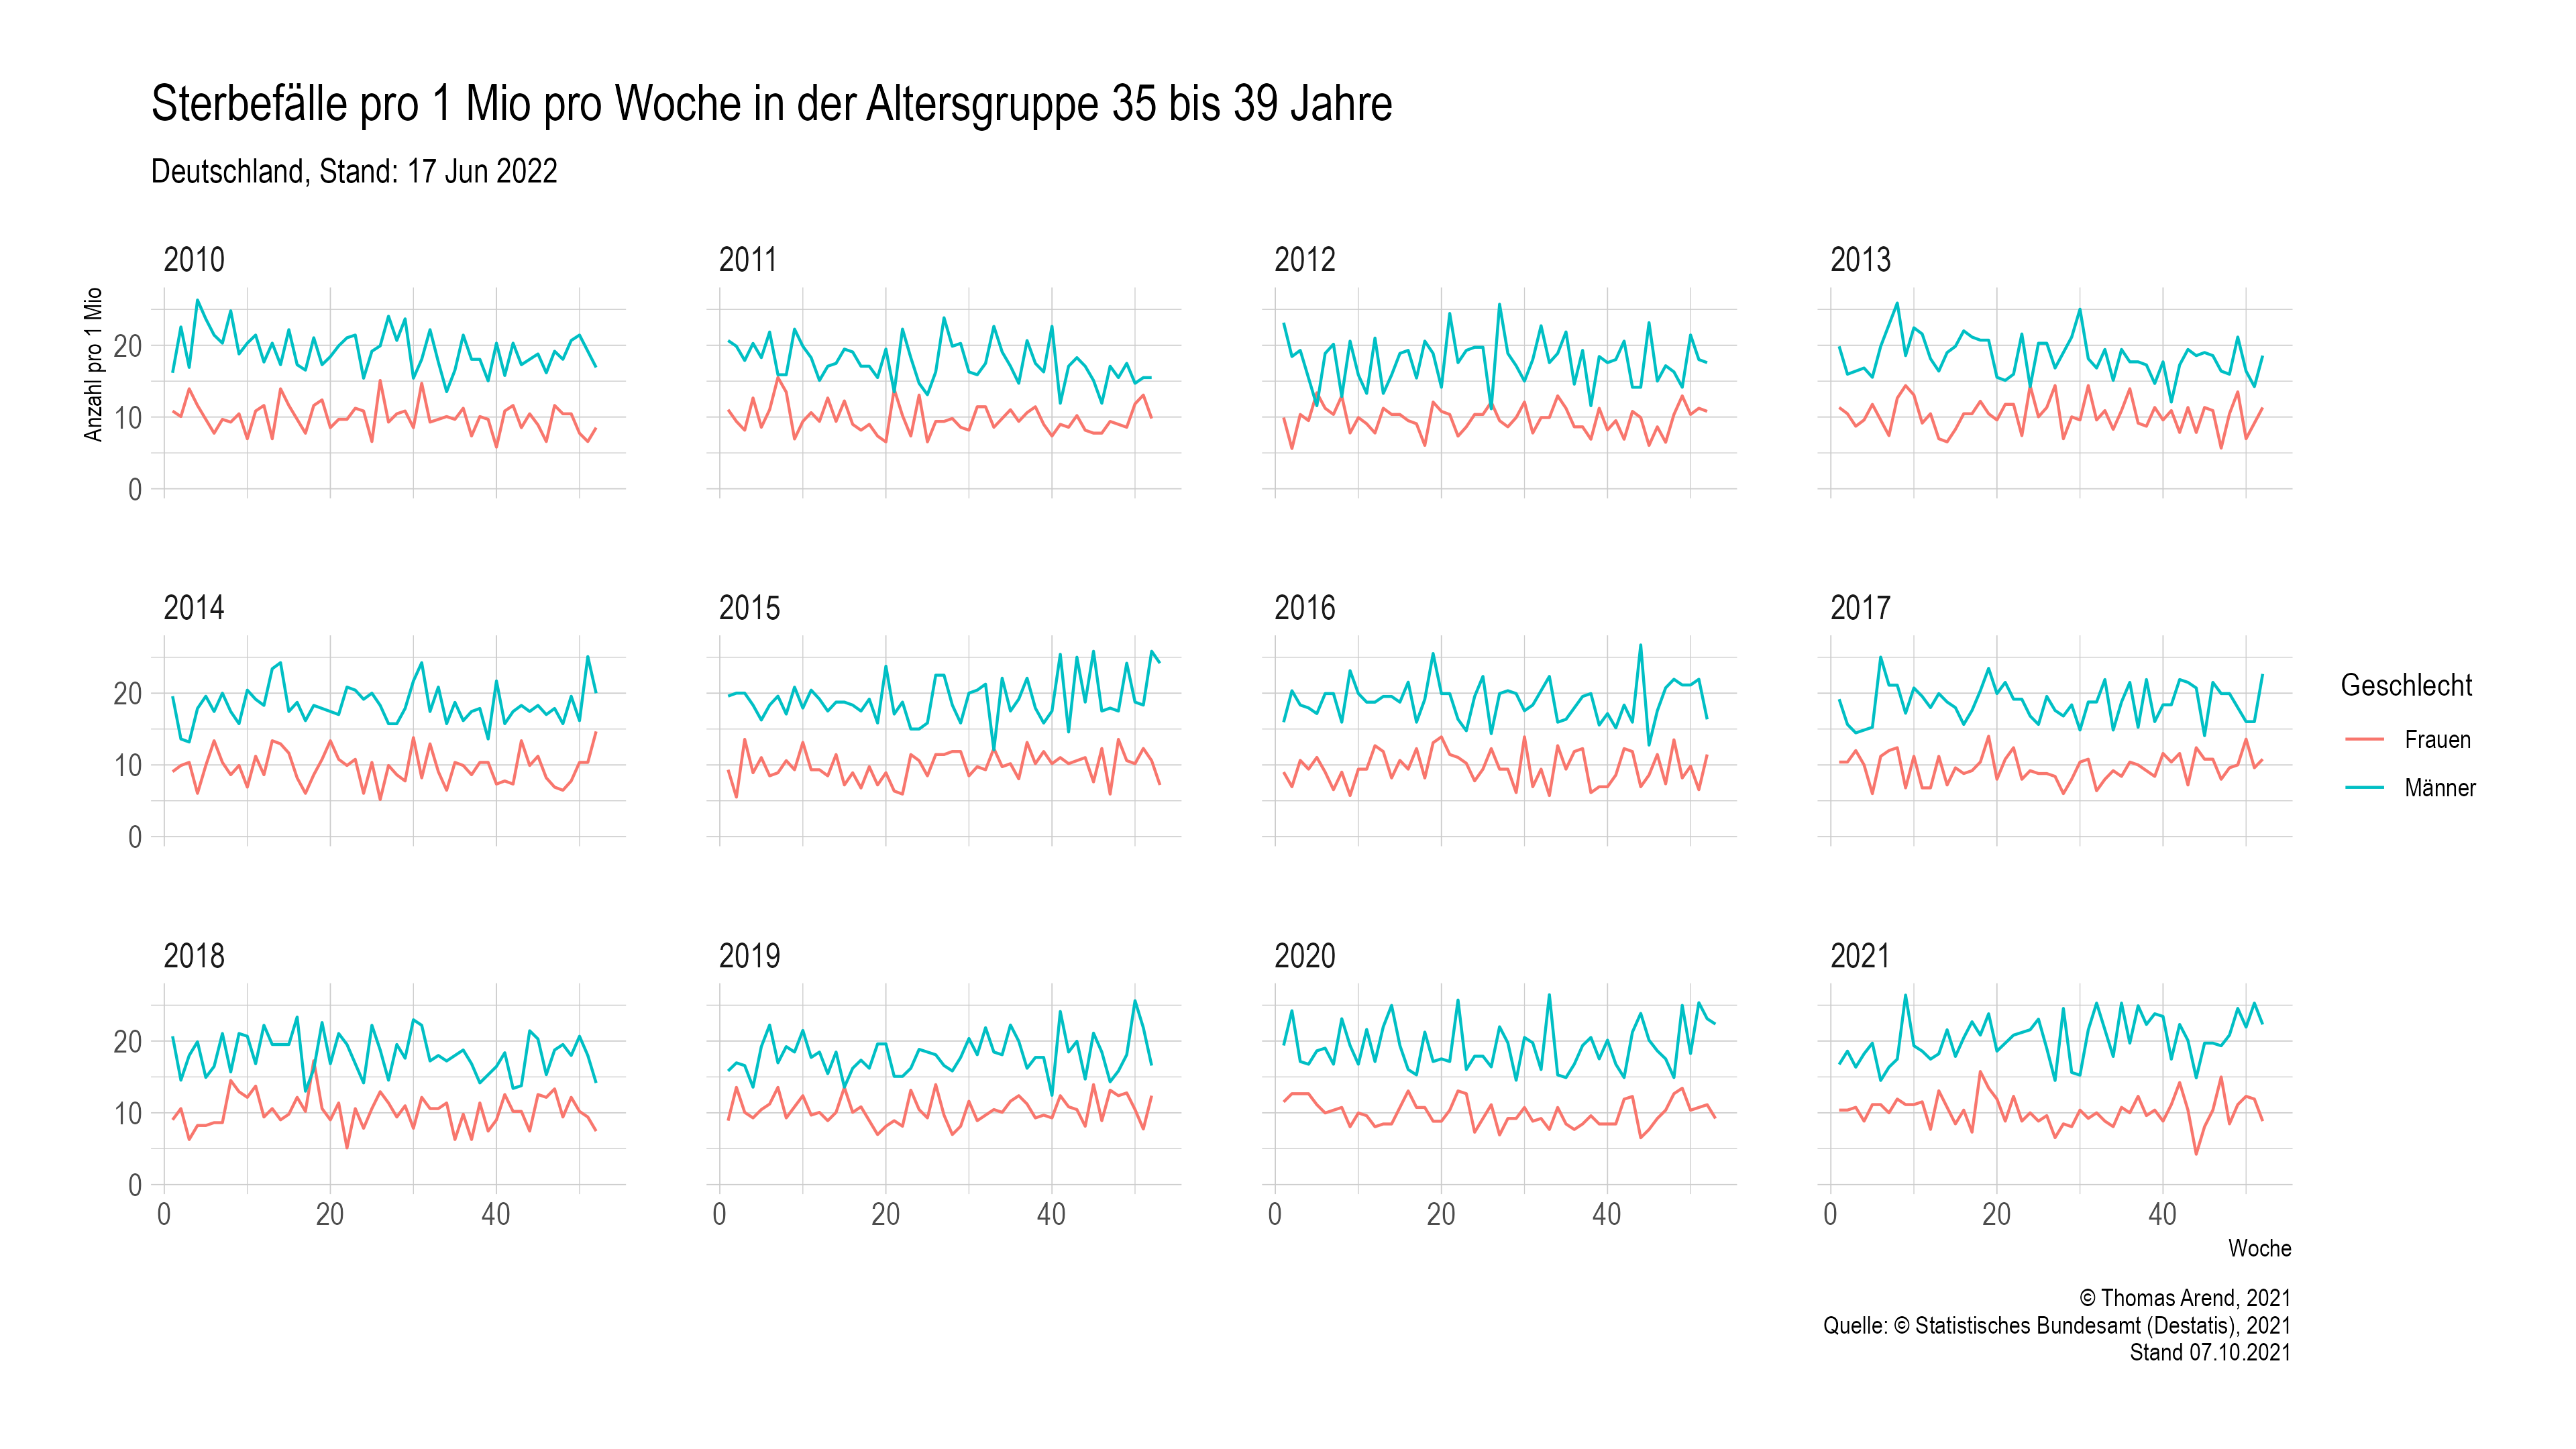 Sterbefälle pro 1 Mio pro Woche in der Altersgruppe 35 bis 39 Jahre
Deutschland, Stand: 17 Jun 2022
2010
2011
2012
2013
Anzahl pro 1 Mio
20
10
0
2014
2015
2016
2017
20
10
0
Geschlecht
Frauen
Männer
2018
2019
2020
2021
20
10
0
0 20 40 0 20 40 0 20 40 0 20 40
Woche
© Thomas Arend, 2021
Quelle: © Statistisches Bundesamt (Destatis), 2021
Stand 07.10.2021